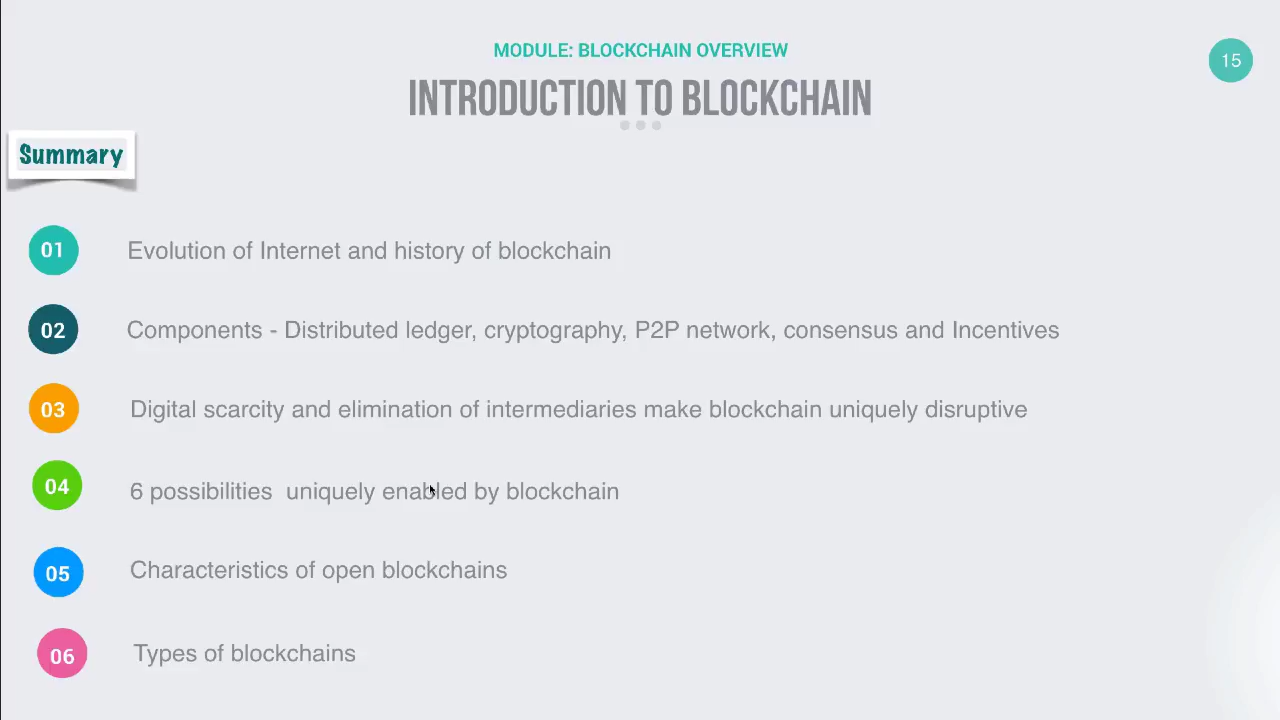 MODULE: BLOCKCHAIN OVERVIEW
15
INTRODUCTION TO BLOCKCHAIN
Summary
01 Evolution of Internet and history of blockchain
02 Components - Distributed ledger, cryptography, P2P network, consensus and Incentives
03 Digital scarcity and elimination of intermediaries make blockchain uniquely disruptive
04 6 possibilities  uniquely enabled by blockchain
05 Characteristics of open blockchains
06 Types of blockchains